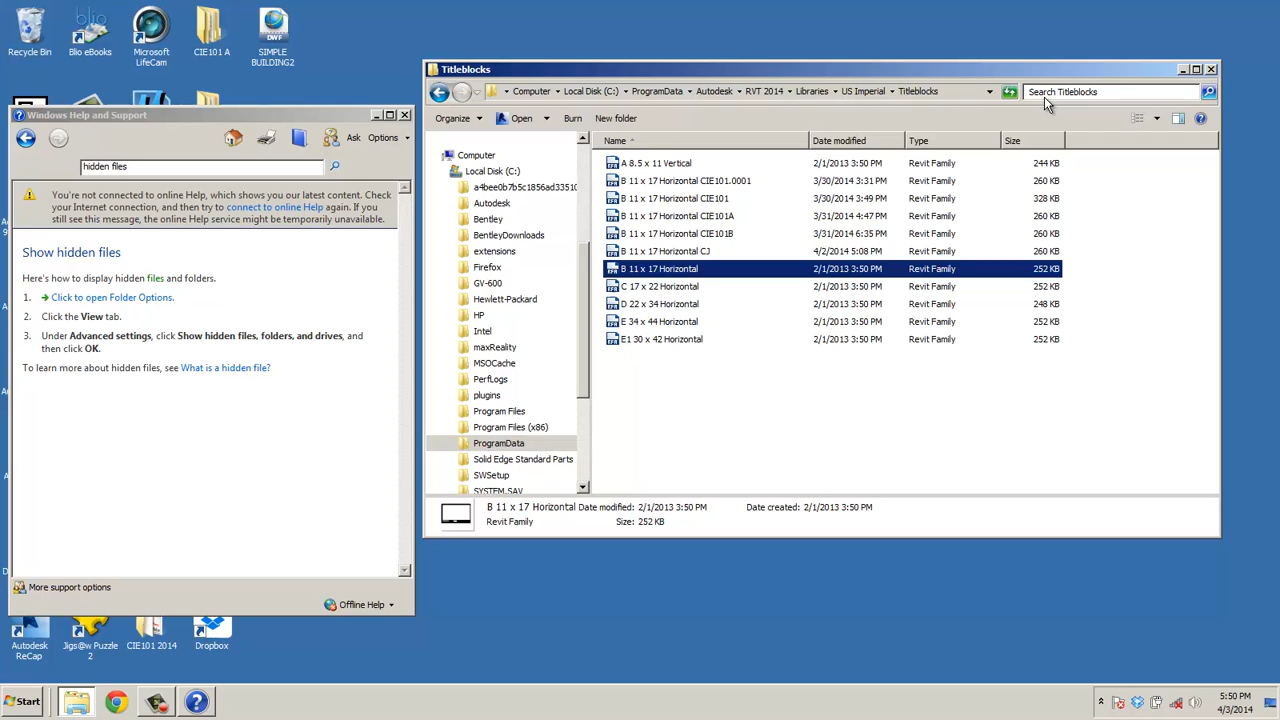 Recycle Bin
Blio eBooks
Microsoft LifeCam
CIE101 A
SIMPLE BUILDING2
Windows Help and Support
Ask
Options
hidden files
You're not connected to online Help, which shows you our latest content. Check
your Internet connection, and then try to connect to online Help again. If you
still see this message, the online Help service might be temporarily unavailable.
Show hidden files
Here's how to display hidden files and folders.
1. Click to open Folder Options.
2. Click the View tab.
3. Under Advanced settings, click Show hidden files, folders, and drives, and
then click OK.
To learn more about hidden files, see What is a hidden file?
More support options
Offline Help
Titleblocks
Computer Local Disk (C:) ProgramData Autodesk RVT 2014 Libraries US Imperial Titleblocks
Search Titleblocks
Organize Open Burn New folder
Computer
Local Disk (C:)
a4bee0b7b5c1856ad33510
Autodesk
Bentley
BentleyDownloads
extensions
Firefox
GV-600
Hewlett-Packard
HP
Intel
maxReality
MSOCache
PerfLogs
plugins
Program Files
Program Files (x86)
ProgramData
Solid Edge Standard Parts
SWSetup
SYSTEM.SAV
Name Date modified Type Size
A 8.5 x 11 Vertical 2/1/2013 3:50 PM Revit Family 244 KB
B 11 x 17 Horizontal CIE101.0001 3/30/2014 3:31 PM Revit Family 260 KB
B 11 x 17 Horizontal CIE101 3/30/2014 3:49 PM Revit Family 328 KB
B 11 x 17 Horizontal CIE101A 3/31/2014 4:47 PM Revit Family 260 KB
B 11 x 17 Horizontal CIE101B 3/31/2014 6:35 PM Revit Family 260 KB
B 11 x 17 Horizontal CJ 4/2/2014 5:08 PM Revit Family 260 KB
B 11 x 17 Horizontal 2/1/2013 3:50 PM Revit Family 252 KB
C 17 x 22 Horizontal 2/1/2013 3:50 PM Revit Family 252 KB
D 22 x 34 Horizontal 2/1/2013 3:50 PM Revit Family 248 KB
E 34 x 44 Horizontal 2/1/2013 3:50 PM Revit Family 252 KB
E1 30 x 42 Horizontal 2/1/2013 3:50 PM Revit Family 252 KB
B 11 x 17 Horizontal Date modified: 2/1/2013 3:50 PM Date created: 2/1/2013 3:50 PM
Revit Family Size: 252 KB
Autodesk ReCap
Jigs@w Puzzle 2
CIE101 2014
Dropbox
Start
5:50 PM
4/3/2014